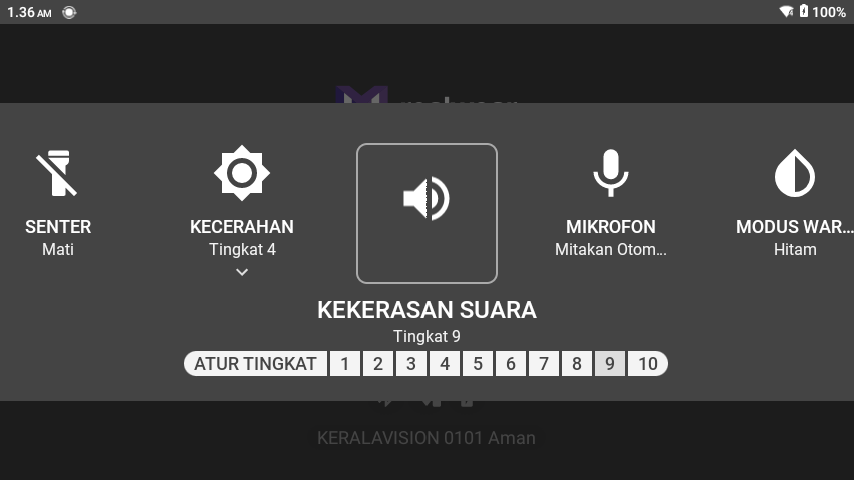 1.36 AM
100%
SENTER
Mati
KECERAHAN
Tingkat 4
MIKROFON
Mitakan Otom...
MODUS WAR...
Hitam
KEKERASAN SUARA
Tingkat 9
ATUR TINGKAT 1 2 3 4 5 6 7 8 9 10
KERALAVISION 0101 Aman